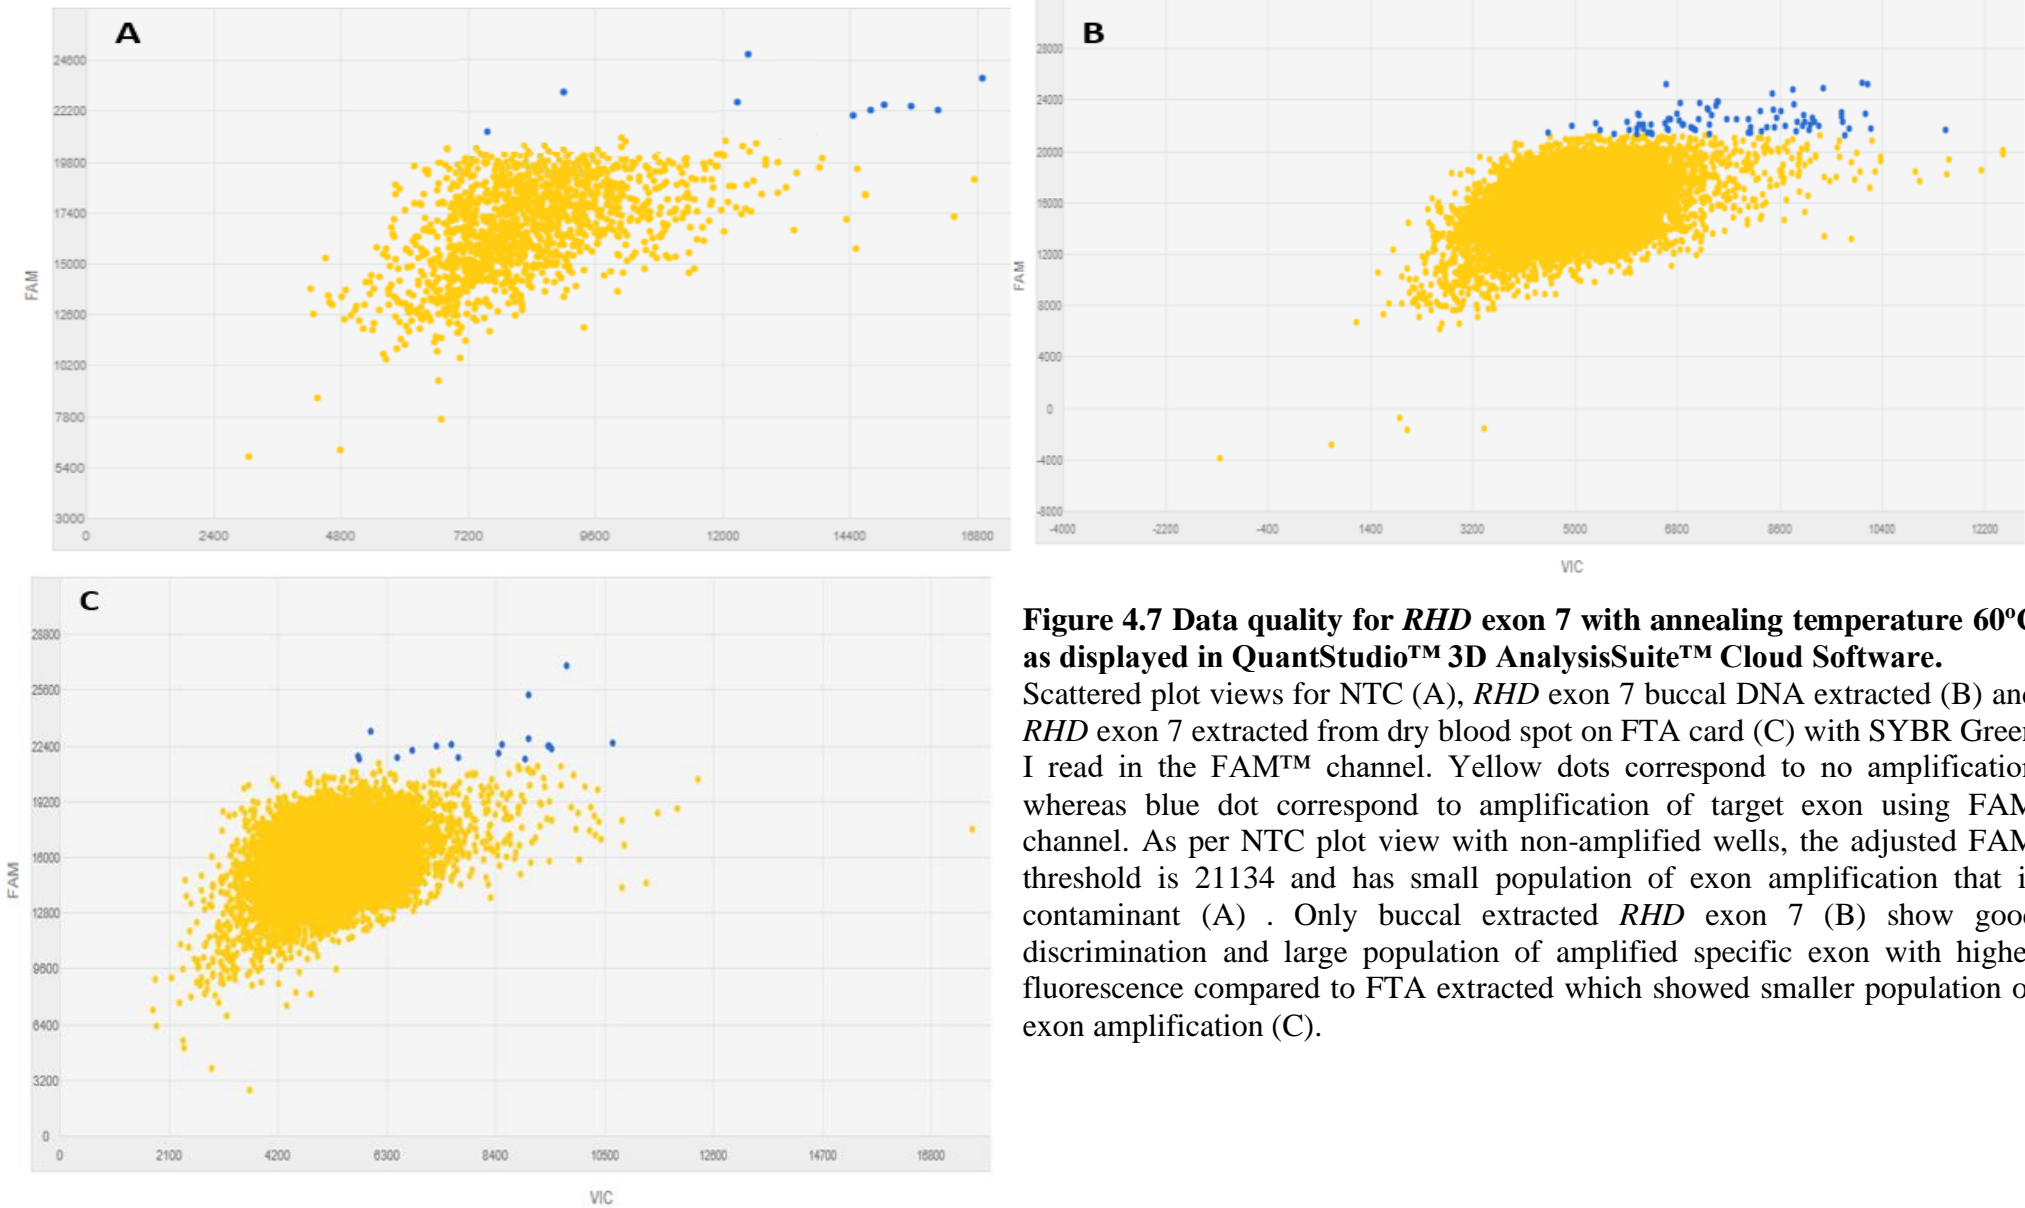 A
24600
22200
19800
17400
15000
12600
10200
7800
5400
3000
FAM
0 2400 4800 7200 9600 12000 14400 16800
B
28000
24000
20000
16000
12000
8000
4000
0
-4000
-8000
FAM
-4000 -2200 -400 1400 3200 5000 6800 8600 10400 12200
VIC
C
28800
25600
22400
19200
16000
12800
9600
6400
3200
0
FAM
0 2100 4200 6300 8400 10500 12600 14700 16800
VIC
Figure 4.7 Data quality for RHD exon 7 with annealing temperature 60ºC
as displayed in QuantStudio™ 3D AnalysisSuite™ Cloud Software.
Scattered plot views for NTC (A), RHD exon 7 buccal DNA extracted (B) and
RHD exon 7 extracted from dry blood spot on FTA card (C) with SYBR Green
I read in the FAM™ channel. Yellow dots correspond to no amplification
whereas blue dot correspond to amplification of target exon using FAM
channel. As per NTC plot view with non-amplified wells, the adjusted FAM
threshold is 21134 and has small population of exon amplification that
contaminant (A) . Only buccal extracted RHD exon 7 (B) show
discrimination and large population of amplified specific exon with
fluorescence compared to FTA extracted which showed smaller population
exon amplification (C).